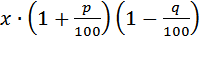 x · (1 + p/100) (1 − q/100)